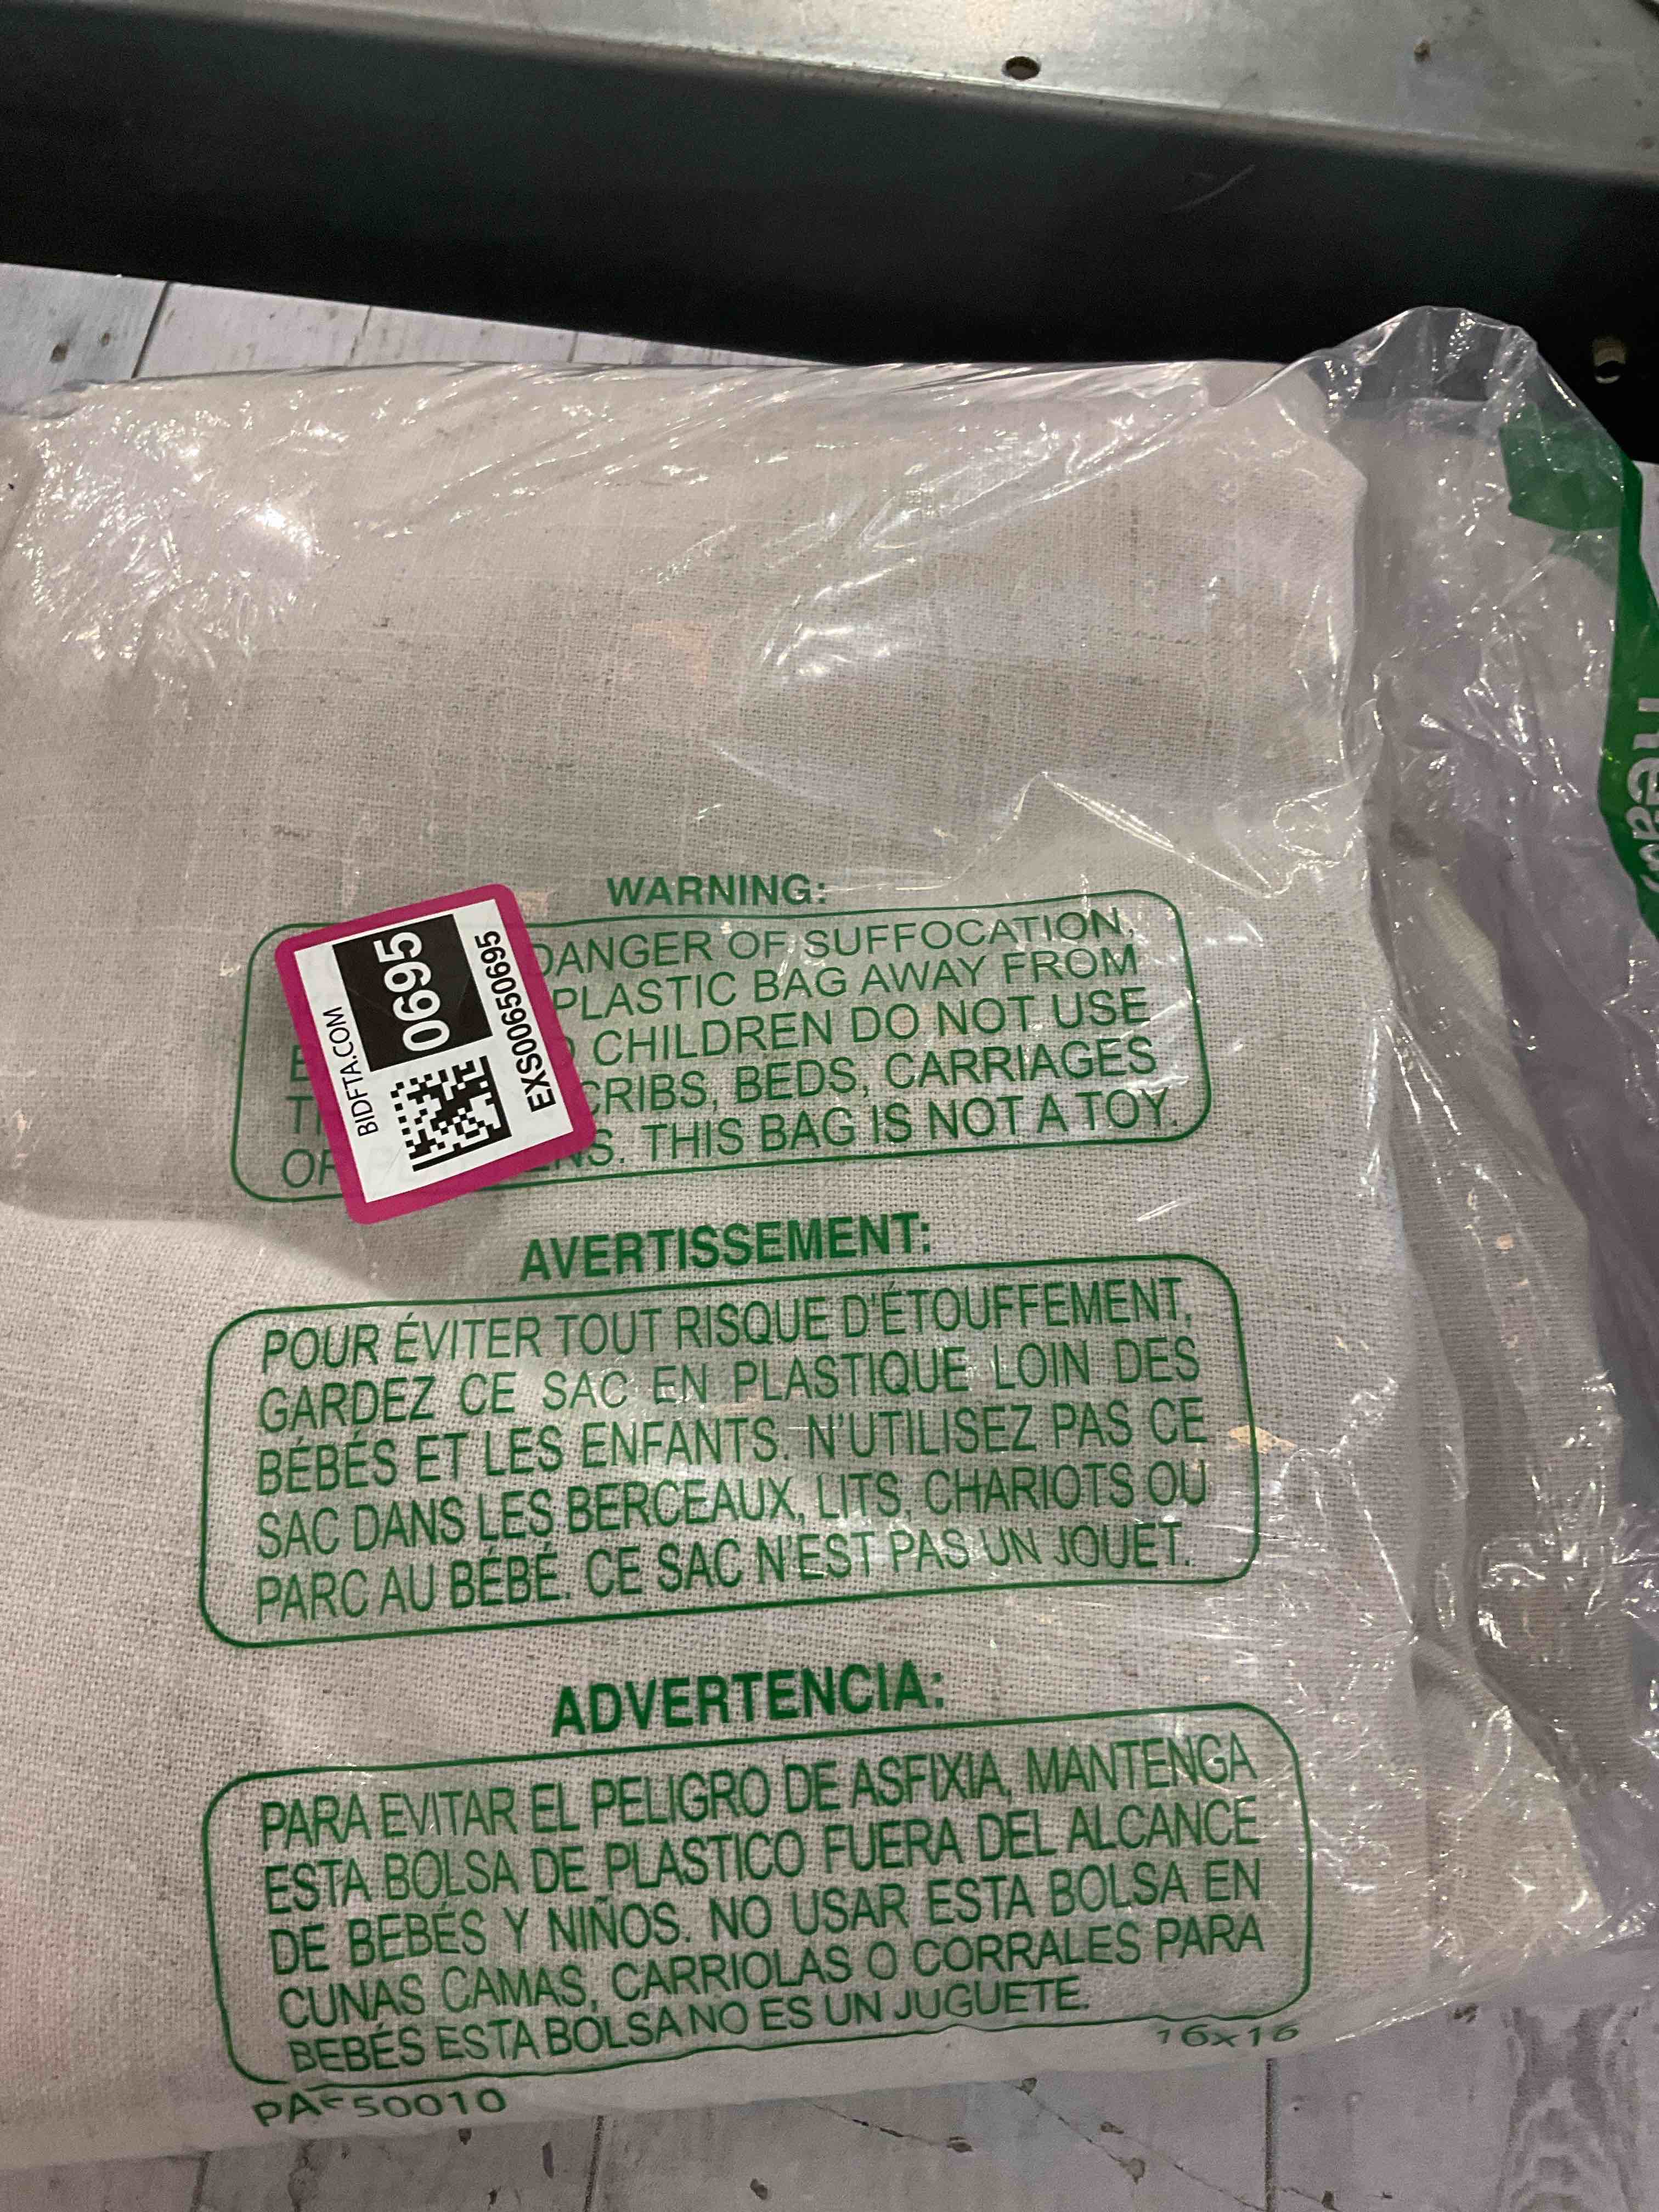 WARNING:
DANGER OF SUFFOCATION,
PLASTIC BAG AWAY FROM
CHILDREN DO NOT USE
CRIBS, BEDS, CARRIAGES
THIS BAG IS NOT A TOY.
BIDFTA.COM
0695
EXS00650695
AVERTISSEMENT:
POUR ÉVITER TOUT RISQUE D'ÉTOUFFEMENT,
GARDEZ CE SAC EN PLASTIQUE LOIN DES
BÉBÉS ET LES ENFANTS. N'UTILISEZ PAS CE
SAC DANS LES BERCEAUX, LITS, CHARIOTS OU
PARC AU BÉBÉ. CE SAC N'EST PAS UN JOUET.
ADVERTENCIA:
PARA EVITAR EL PELIGRO DE ASFIXIA, MANTENGA
ESTA BOLSA DE PLASTICO FUERA DEL ALCANCE
DE BEBÉS Y NIÑOS. NO USAR ESTA BOLSA EN
CUNAS CAMAS, CARRIOLAS O CORRALES PARA
BEBÉS ESTA BOLSA NO ES UN JUGUETE.
16x16